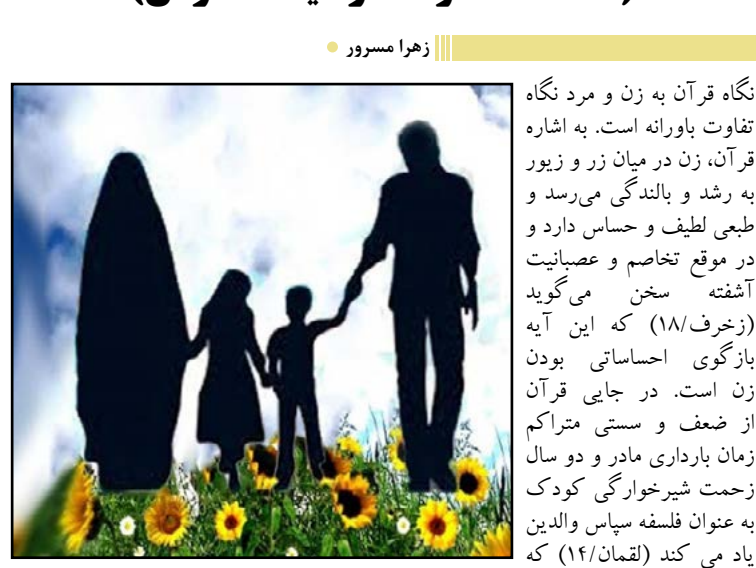 زهرا مسرور
نگاه قرآن به زن و مرد نگاه
تفاوت باورانه است. به اشاره
قرآن، زن در میان زر و زیور
به رشد و بالندگی می‌رسد و
طبعی لطیف و حساس دارد و
در موقع تخاصم و عصبانیت
آشفته سخن می‌گوید
(زخرف/۱۸) که این آیه
بازگوی احساساتی بودن
زن است. در جایی قرآن
از ضعف و سستی متراکم
زمان بارداری مادر و دو سال
زحمت شیرخوارگی کودک
به عنوان فلسفه سپاس والدین
یاد می کند (لقمان/۱۴) که